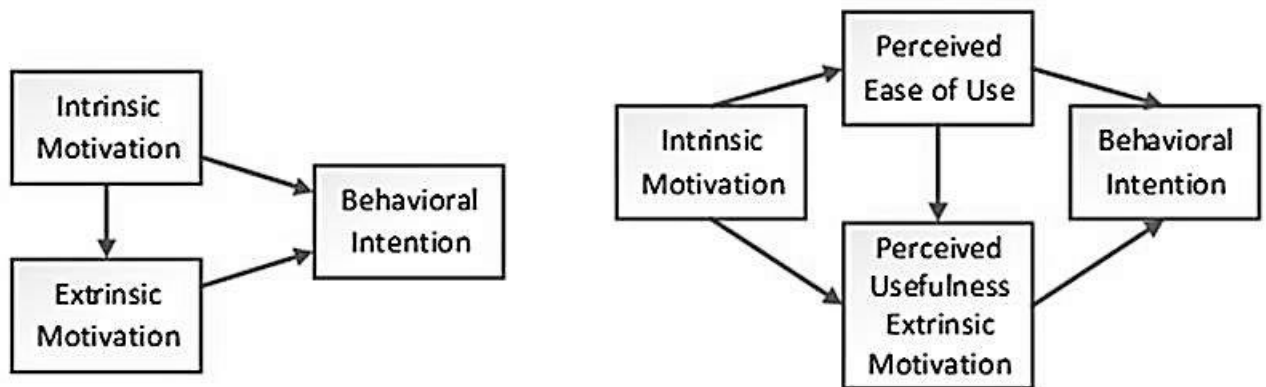 Intrinsic
Motivation
Extrinsic
Motivation
Behavioral
Intention
Intrinsic
Motivation
Perceived
Ease of Use
Perceived
Usefulness
Extrinsic
Motivation
Behavioral
Intention